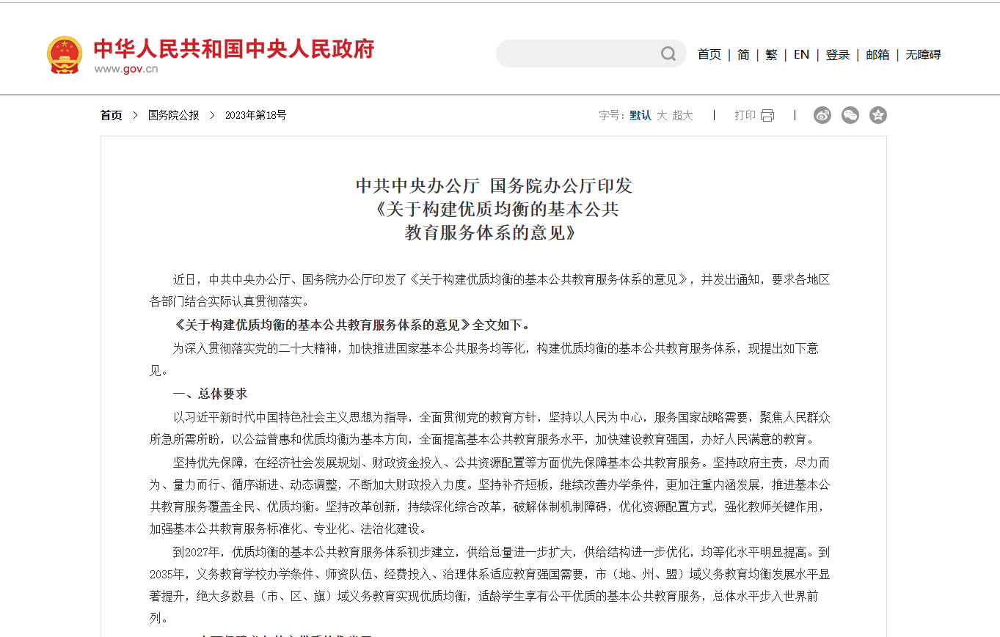 中华人民共和国中央人民政府
www.gov.cn
首页 | 简 | 繁 | EN | 登录 | 邮箱 | 无障碍
首页 > 国务院公报 > 2023年第18号
字号：默认 大 超大 | 打印 |
中共中央办公厅 国务院办公厅印发
《关于构建优质均衡的基本公共
教育服务体系的意见》
近日，中共中央办公厅、国务院办公厅印发了《关于构建优质均衡的基本公共教育服务体系的意见》，并发出通知，要求各地区
各部门结合实际认真贯彻落实。
《关于构建优质均衡的基本公共教育服务体系的意见》全文如下。
为深入贯彻落实党的二十大精神，加快推进国家基本公共服务均等化，构建优质均衡的基本公共教育服务体系，现提出如下意
见。
一、总体要求
以习近平新时代中国特色社会主义思想为指导，全面贯彻党的教育方针，坚持以人民为中心，服务国家战略需要，聚焦人民群众
所急所需所盼，以公益普惠和优质均衡为基本方向，全面提高基本公共教育服务水平，加快建设教育强国，办好人民满意的教育。
坚持优先保障，在经济社会发展规划、财政资金投入、公共资源配置等方面优先保障基本公共教育服务。坚持政府主责，尽力而
为、量力而行、循序渐进、动态调整，不断加大财政投入力度。坚持补齐短板，继续改善办学条件，更加注重内涵发展，推进基本公
共教育服务覆盖全民、优质均衡。坚持改革创新，持续深化综合改革，破解体制机制障碍，优化资源配置方式，强化教师关键作用，
加强基本公共教育服务标准化、专业化、法治化建设。
到2027年，优质均衡的基本公共教育服务体系初步建立，供给总量进一步扩大，供给结构进一步优化，均等化水平明显提高。到
2035年，义务教育学校办学条件、师资队伍、经费投入、治理体系适应教育强国需要，市（地、州、盟）域义务教育均衡发展水平显
著提升，绝大多数县（市、区、旗）域义务教育实现优质均衡，适龄学生享有公平优质的基本公共教育服务，总体水平步入世界前
列。